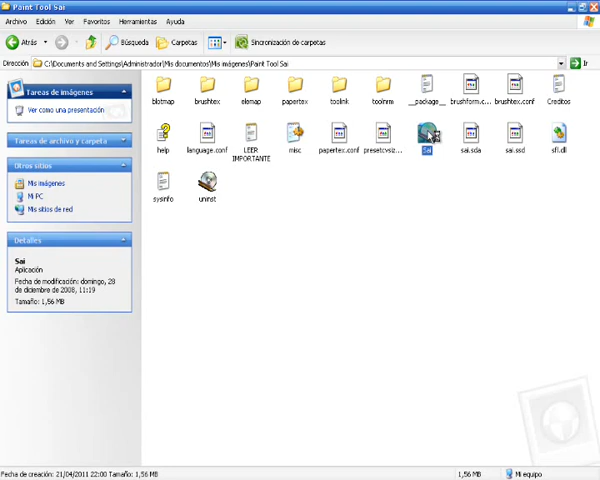 Paint Tool Sai
Archivo Edición Ver Favoritos Herramientas Ayuda
Atrás Búsqueda Carpetas Sincronización de carpetas
Dirección C:\Documents and Settings\Administrador\Mis documentos\Mis imágenes\Paint Tool Sai Ir
Tareas de imágenes
Ver como una presentación
Tareas de archivo y carpeta
Otros sitios
Mis imágenes
Mi PC
Mis sitios de red
Detalles
Sai
Aplicación
Fecha de modificación: domingo, 28
de diciembre de 2008, 11:19
Tamaño: 1,56 MB
blotmap brushtex elemap papertex toolnk toolnrm __package__ brushform.c... brushtex.conf Creditos
help language.conf LEER
IMPORTANTE misc papertex.conf presetcvsiz... Sai sai.sda sai.ssd sfl.dll
sysinfo uninst
Fecha de creación: 21/04/2011 22:00 Tamaño: 1,56 MB 1,56 MB Mi equipo